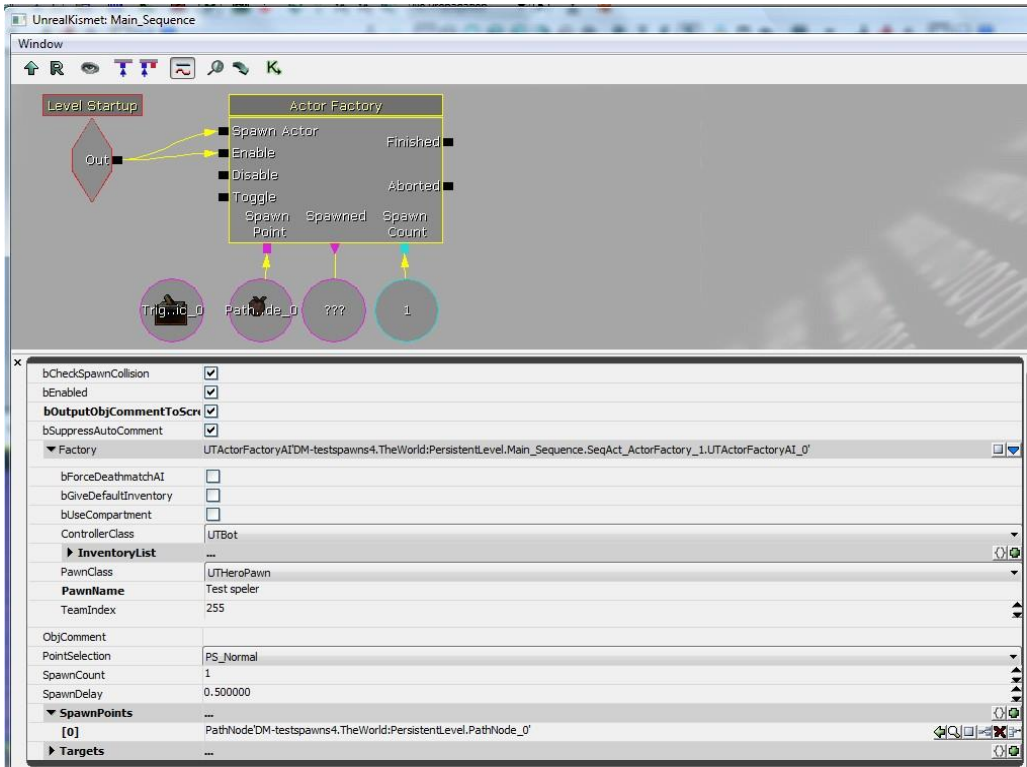 UnrealKismet: Main_Sequence
Window
Level Startup
Actor Factory
Out
Spawn Actor
Finished
Enable
Disable
Aborted
Toggle
Spawn Point
Spawned
Spawn Count
Trig..ic_0
Path..de_0
???
1
bCheckSpawnCollision
bEnabled
bOutputObjCommentToScre
bSuppressAutoComment
Factory UTActorFactoryAI'DM-testspawns4.TheWorld:PersistentLevel.Main_Sequence.SeqAct_ActorFactory_1.UTActorFactoryAI_0'
bForceDeathmatchAI
bGiveDefaultInventory
bUseCompartment
ControllerClass UTBot
InventoryList ...
PawnClass UTHeroPawn
PawnName Test speler
TeamIndex 255
ObjComment
PointSelection PS_Normal
SpawnCount 1
SpawnDelay 0.500000
SpawnPoints ...
[0] PathNode'DM-testspawns4.TheWorld:PersistentLevel.PathNode_0'
Targets ...